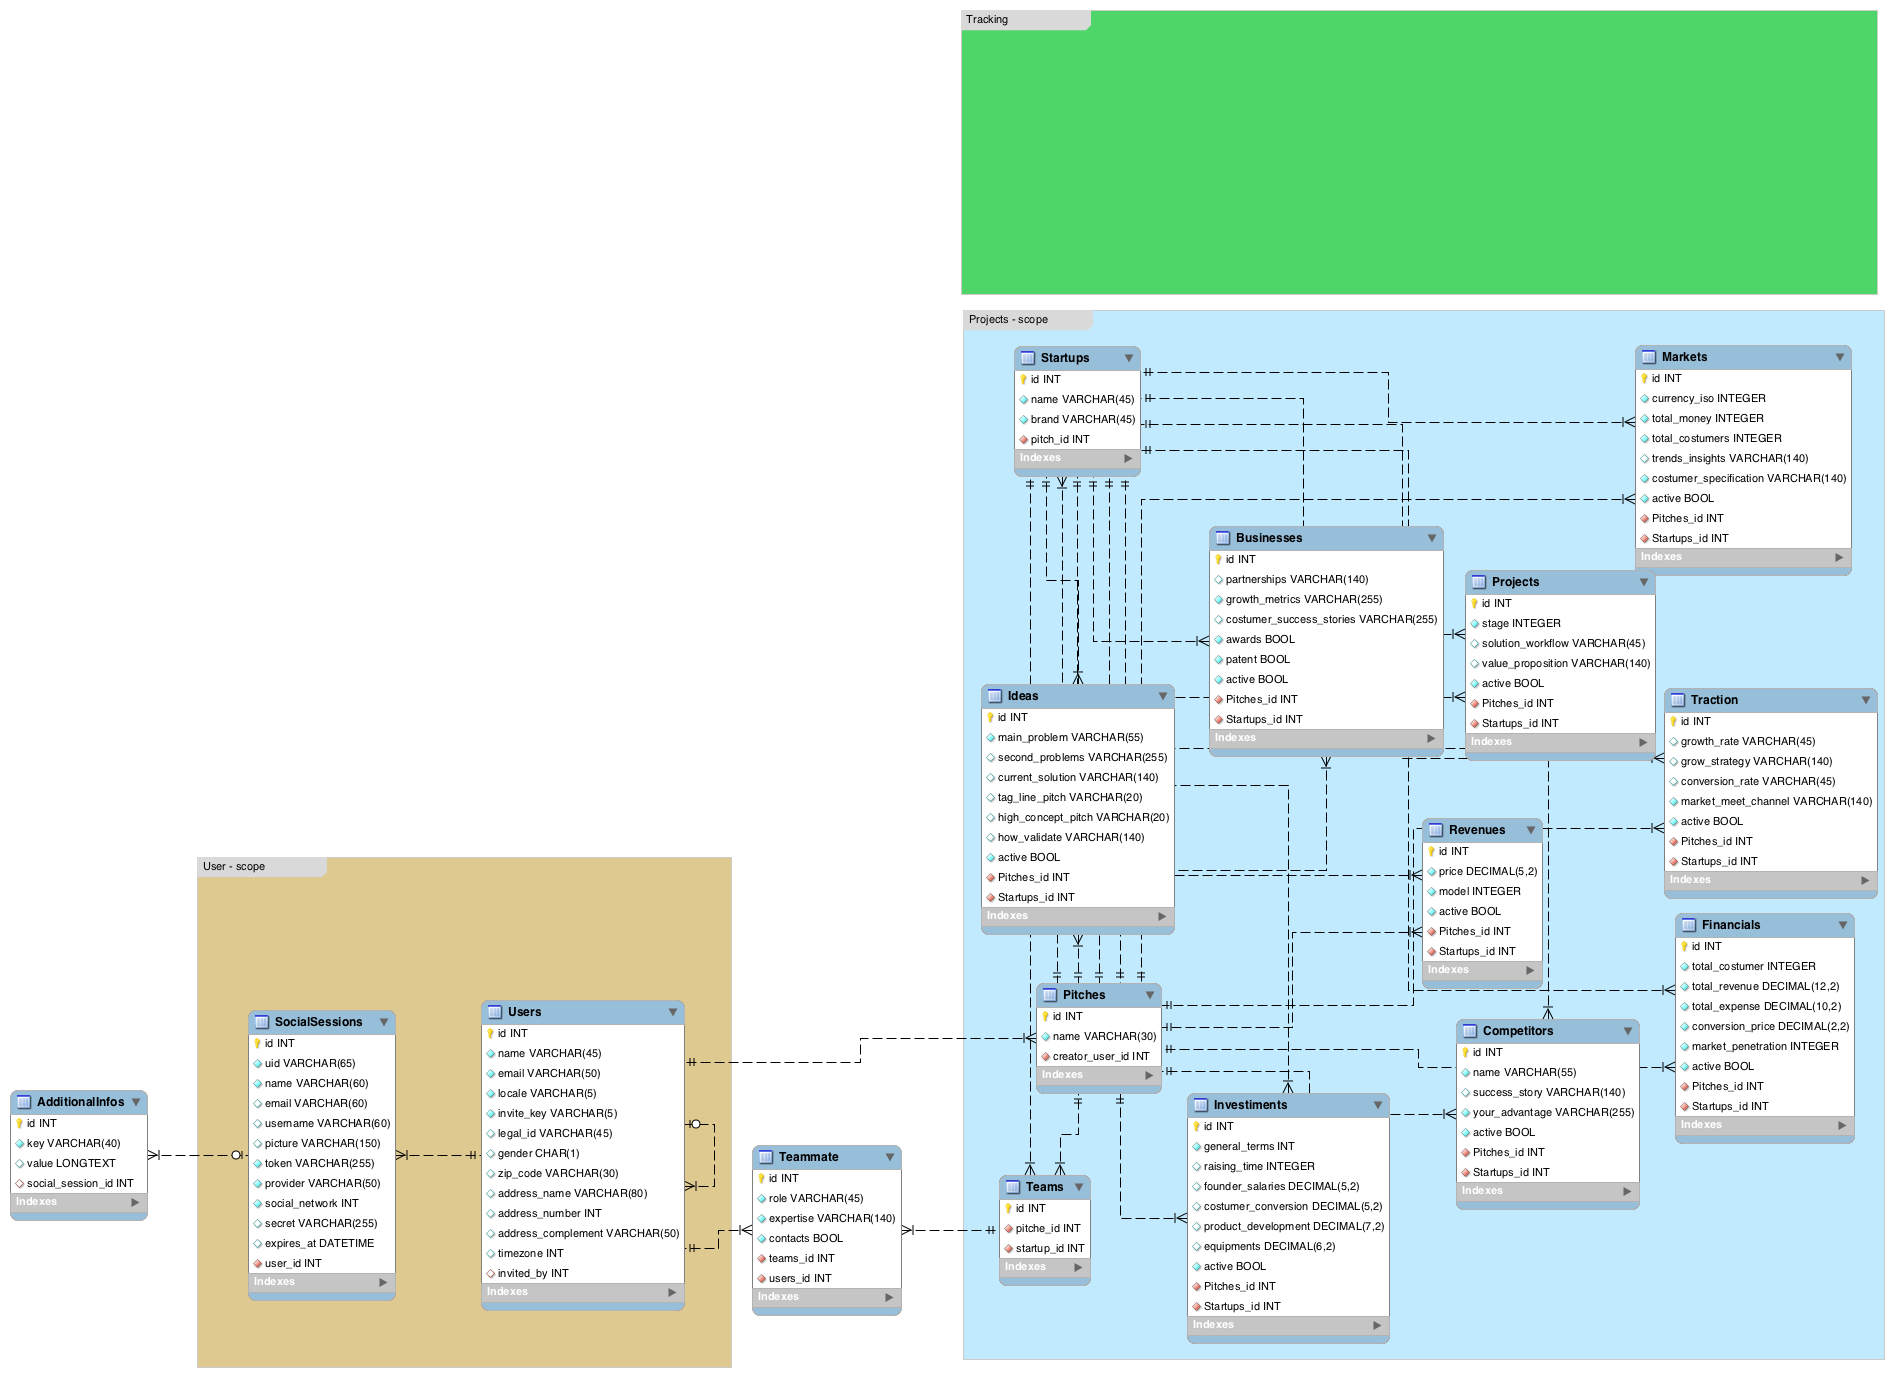 Tracking
Projects - scope
Startups
id INT
name VARCHAR(45)
brand VARCHAR(45)
pitch_id INT
Indexes
Markets
id INT
currency_iso INTEGER
total_money INTEGER
total_costumers INTEGER
trends_insights VARCHAR(140)
costumer_specification VARCHAR(140)
active BOOL
Pitches_id INT
Startups_id INT
Indexes
Businesses
id INT
partnerships VARCHAR(140)
growth_metrics VARCHAR(255)
costumer_success_stories VARCHAR(255)
awards BOOL
patent BOOL
active BOOL
Pitches_id INT
Startups_id INT
Indexes
Projects
id INT
stage INTEGER
solution_workflow VARCHAR(45)
value_proposition VARCHAR(140)
active BOOL
Pitches_id INT
Startups_id INT
Indexes
Ideas
id INT
main_problem VARCHAR(55)
second_problems VARCHAR(255)
current_solution VARCHAR(140)
tag_line_pitch VARCHAR(20)
high_concept_pitch VARCHAR(20)
how_validate VARCHAR(140)
active BOOL
Pitches_id INT
Startups_id INT
Indexes
Traction
id INT
growth_rate VARCHAR(45)
grow_strategy VARCHAR(140)
conversion_rate VARCHAR(45)
market_meet_channel VARCHAR(140)
active BOOL
Pitches_id INT
Startups_id INT
Indexes
Revenues
id INT
price DECIMAL(5,2)
model INTEGER
active BOOL
Pitches_id INT
Startups_id INT
Indexes
Financials
id INT
total_costumer INTEGER
total_revenue DECIMAL(12,2)
total_expense DECIMAL(10,2)
conversion_price DECIMAL(2,2)
market_penetration INTEGER
active BOOL
Pitches_id INT
Startups_id INT
Indexes
Pitches
id INT
name VARCHAR(30)
creator_user_id INT
Indexes
Competitors
id INT
name VARCHAR(55)
success_story VARCHAR(140)
your_advantage VARCHAR(255)
active BOOL
Pitches_id INT
Startups_id INT
Indexes
Investiments
id INT
general_terms INT
raising_time INTEGER
founder_salaries DECIMAL(5,2)
costumer_conversion DECIMAL(5,2)
product_development DECIMAL(7,2)
equipments DECIMAL(6,2)
active BOOL
Pitches_id INT
Startups_id INT
Indexes
Teams
id INT
pitche_id INT
startup_id INT
Indexes
Teammate
id INT
role VARCHAR(45)
expertise VARCHAR(140)
contacts BOOL
teams_id INT
users_id INT
Indexes
User - scope
Users
id INT
name VARCHAR(45)
email VARCHAR(50)
locale VARCHAR(5)
invite_key VARCHAR(5)
legal_id VARCHAR(45)
gender CHAR(1)
zip_code VARCHAR(30)
address_name VARCHAR(80)
address_number INT
address_complement VARCHAR(50)
timezone INT
invited_by INT
Indexes
SocialSessions
id INT
uid VARCHAR(65)
name VARCHAR(60)
email VARCHAR(60)
username VARCHAR(60)
picture VARCHAR(150)
token VARCHAR(255)
provider VARCHAR(50)
social_network INT
secret VARCHAR(255)
expires_at DATETIME
user_id INT
Indexes
AdditionalInfos
id INT
key VARCHAR(40)
value LONGTEXT
social_session_id INT
Indexes